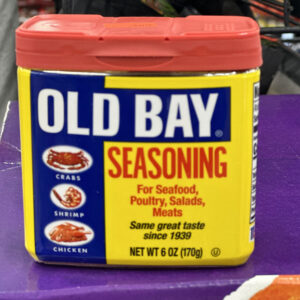 OLD BAY®
SEASONING
CRABS
SHRIMP
CHICKEN
For Seafood,
Poultry, Salads,
Meats
Same great taste
since 1939
NET WT 6 OZ (170g)